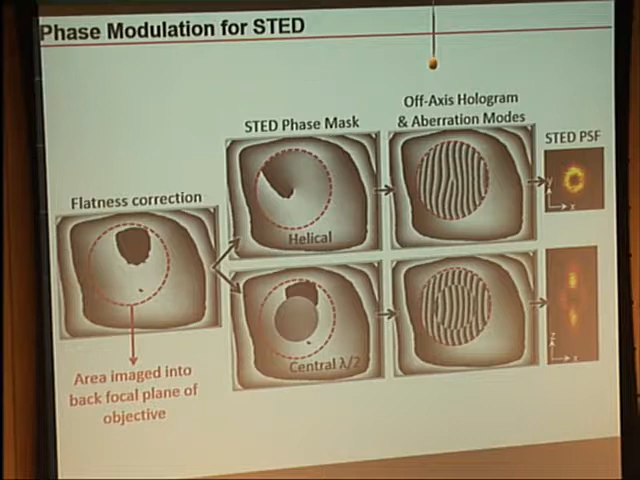 Phase Modulation for STED
STED Phase Mask
Off-Axis Hologram
& Aberration Modes
STED PSF
Flatness correction
Helical
Central λ/2
Area imaged into
back focal plane of
objective
y
x
z
x